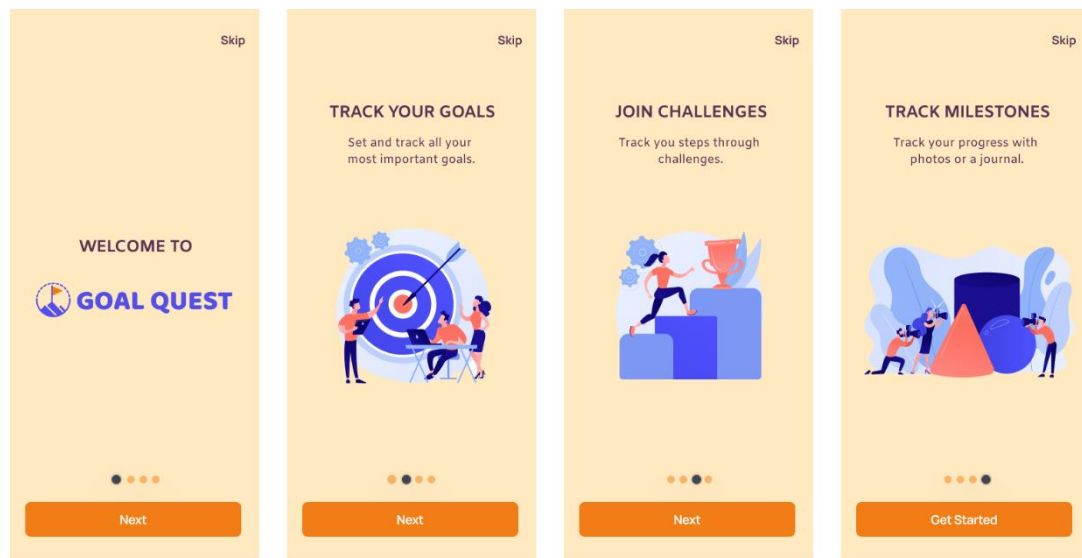 Skip
WELCOME TO
GOAL QUEST
Next
Skip
TRACK YOUR GOALS
Set and track all your
most important goals.
Next
Skip
JOIN CHALLENGES
Track you steps through
challenges.
Next
Skip
TRACK MILESTONES
Track your progress with
photos or a journal.
Get Started